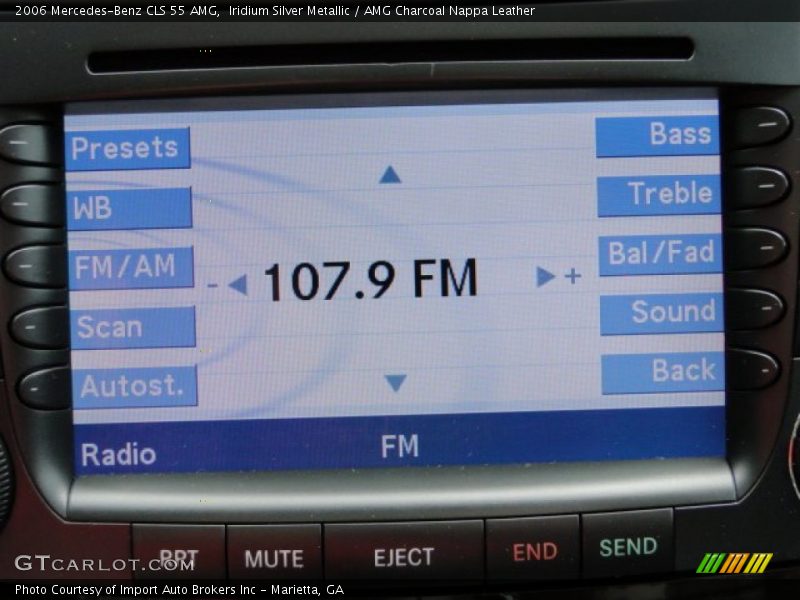 2006 Mercedes-Benz CLS 55 AMG, Iridium Silver Metallic / AMG Charcoal Nappa Leather
Presets
Bass
WB
Treble
FM/AM
Bal/Fad
- 107.9 FM +
Scan
Sound
Autost.
Back
Radio
FM
RPT
MUTE
EJECT
END
SEND
GTCARLOT.COM
Photo Courtesy of Import Auto Brokers Inc - Marietta, GA